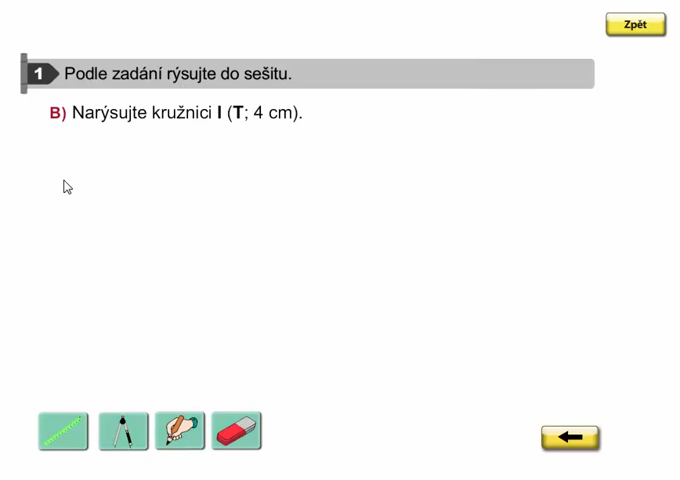 Zpět
1 Podle zadání rýsujte do sešitu.
B) Narýsujte kružnici l (T; 4 cm).